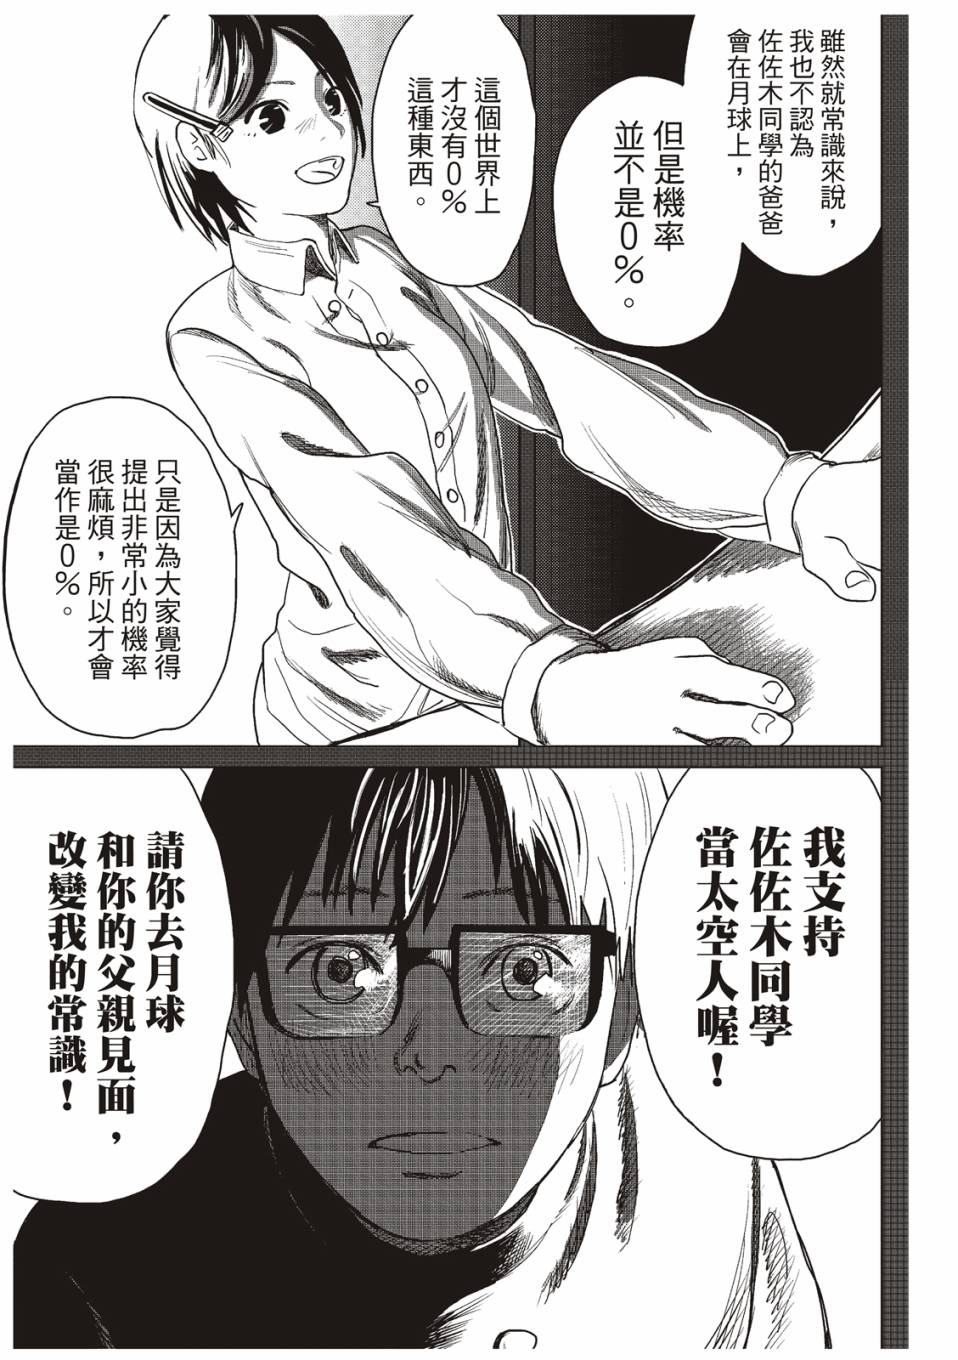 雖然就常識來說，
我也不認為
佐佐木同學的爸爸
會在月球上，
但是機率
並不是0%。
這個世界上
才沒有0%
這種東西。
只是因為大家覺得
提出非常小的機率
很麻煩，所以才會
當作是0%。
我支持
佐佐木同學
當太空人喔！
請你去月球
和你的父親見面，
改變我的常識！